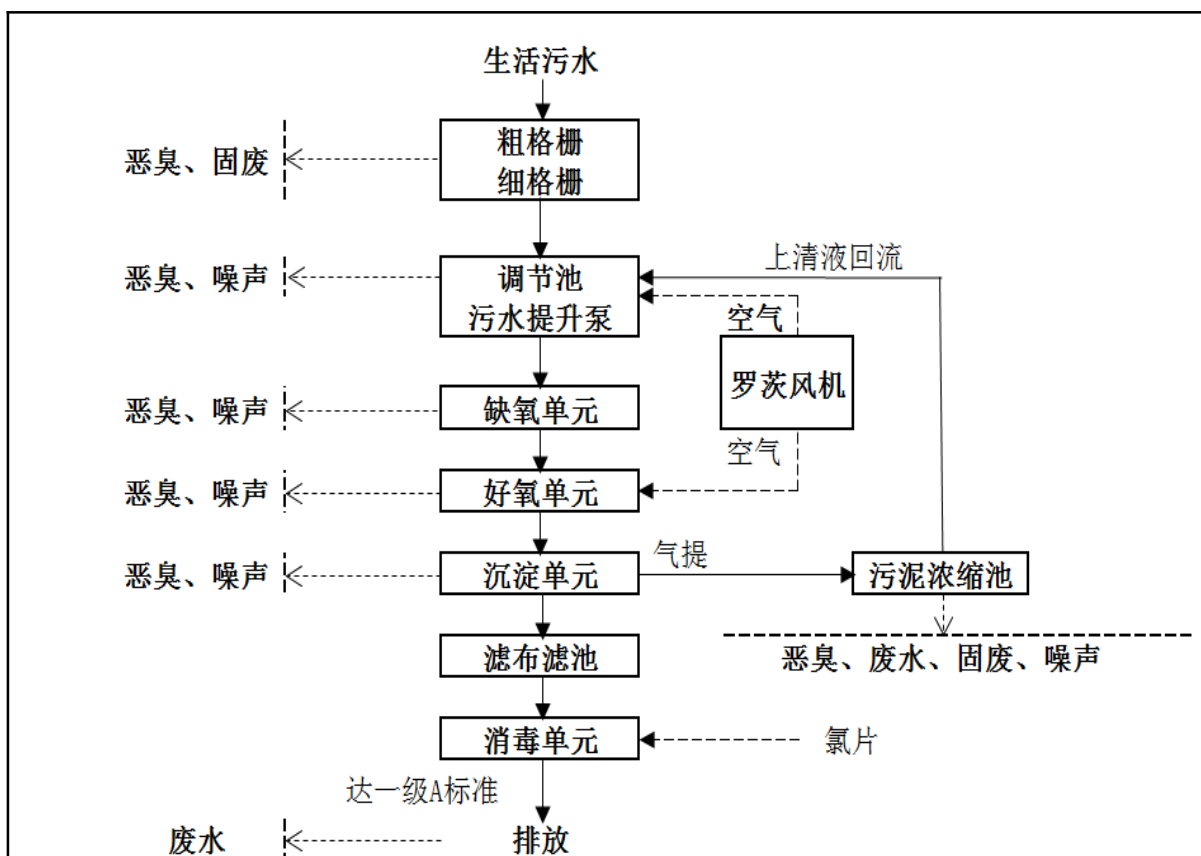 生活污水
粗格栅
细格栅
恶臭、固废
上清液回流
恶臭、噪声
调节池
污水提升泵
空气
罗茨风机
恶臭、噪声
缺氧单元
空气
恶臭、噪声
好氧单元
气提
恶臭、噪声
沉淀单元
污泥浓缩池
滤布滤池
恶臭、废水、固废、噪声
消毒单元
氯片
达一级A标准
废水
排放